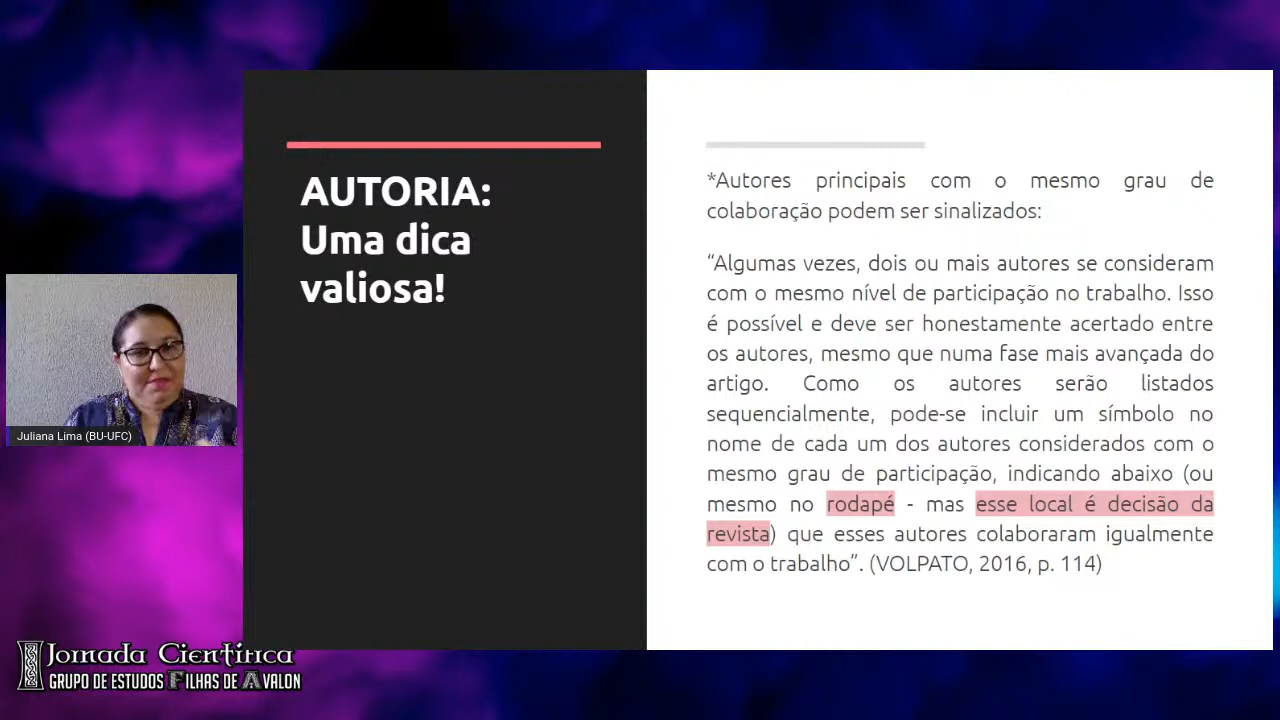 AUTORIA:
Uma dica
valiosa!
*Autores principais com o mesmo grau de
colaboração podem ser sinalizados:
“Algumas vezes, dois ou mais autores se consideram
com o mesmo nível de participação no trabalho. Isso
é possível e deve ser honestamente acertado entre
os autores, mesmo que numa fase mais avançada do
artigo. Como os autores serão listados
sequencialmente, pode-se incluir um símbolo no
nome de cada um dos autores considerados com o
mesmo grau de participação, indicando abaixo (ou
mesmo no rodapé - mas esse local é decisão da
revista) que esses autores colaboraram igualmente
com o trabalho”. (VOLPATO, 2016, p. 114)
Juliana Lima (BU-UFC)
Jornada Científica
GRUPO DE ESTUDOS FILHAS DE AVALON